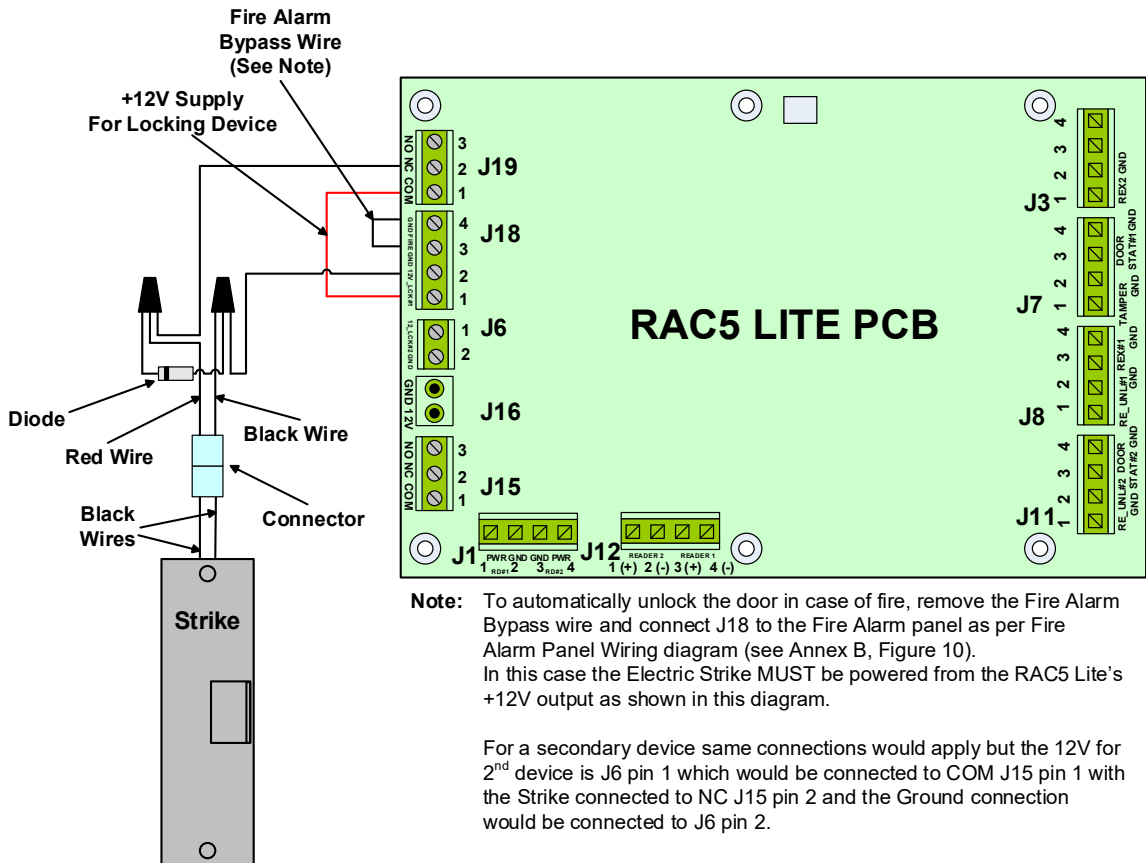 Fire Alarm
Bypass Wire
(See Note)
+12V Supply
For Locking Device
NO NC COM
3
2
1
J19
GND FIRE GND 12V_LCK#1
4
3
2
1
J18
12_LCK#2 GND
1
2
J6
GND 12V
J16
NO NC COM
3
2
1
J15
RAC5 LITE PCB
4
3
2
1
J3
REX2 GND
4
3
2
1
J7
TAMPER DOOR
GND STAT#1 GND
4
3
2
1
J8
RE_UNL#1 REX#1
GND GND
4
3
2
1
J11
RE_UNL#2 DOOR
GND STAT#2 GND
J1
PWR GND GND PWR
1 RD#1 2 3 RD#2 4
J12
READER 2 READER 1
1 (+) 2 (-) 3 (+) 4 (-)
Diode
Red Wire
Black Wire
Connector
Black
Wires
Strike
Note: To automatically unlock the door in case of fire, remove the Fire Alarm
Bypass wire and connect J18 to the Fire Alarm panel as per Fire
Alarm Panel Wiring diagram (see Annex B, Figure 10).
In this case the Electric Strike MUST be powered from the RAC5 Lite's
+12V output as shown in this diagram.
For a secondary device same connections would apply but the 12V for
2nd device is J6 pin 1 which would be connected to COM J15 pin 1 with
the Strike connected to NC J15 pin 2 and the Ground connection
would be connected to J6 pin 2.